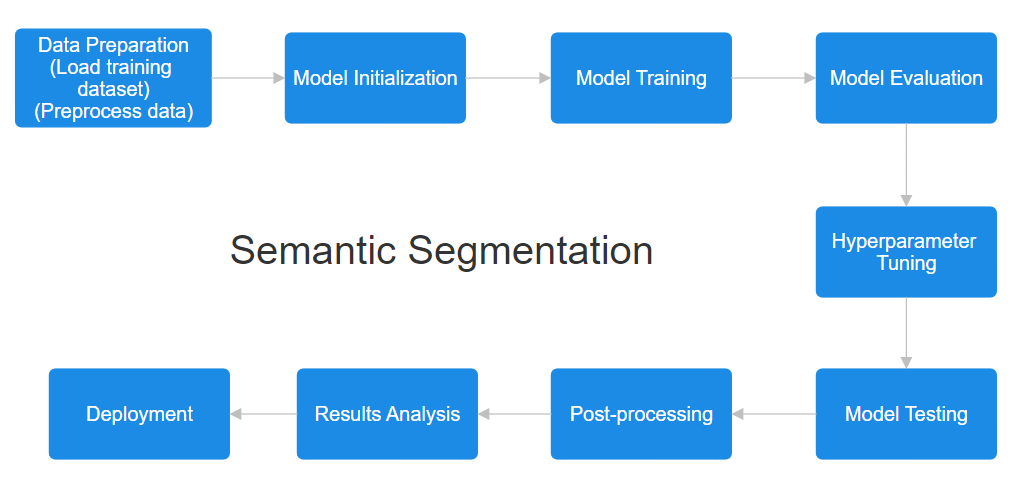 Data Preparation
(Load training
dataset)
(Preprocess data)
Model Initialization
Model Training
Model Evaluation
Semantic Segmentation
Hyperparameter
Tuning
Model Testing
Post-processing
Results Analysis
Deployment